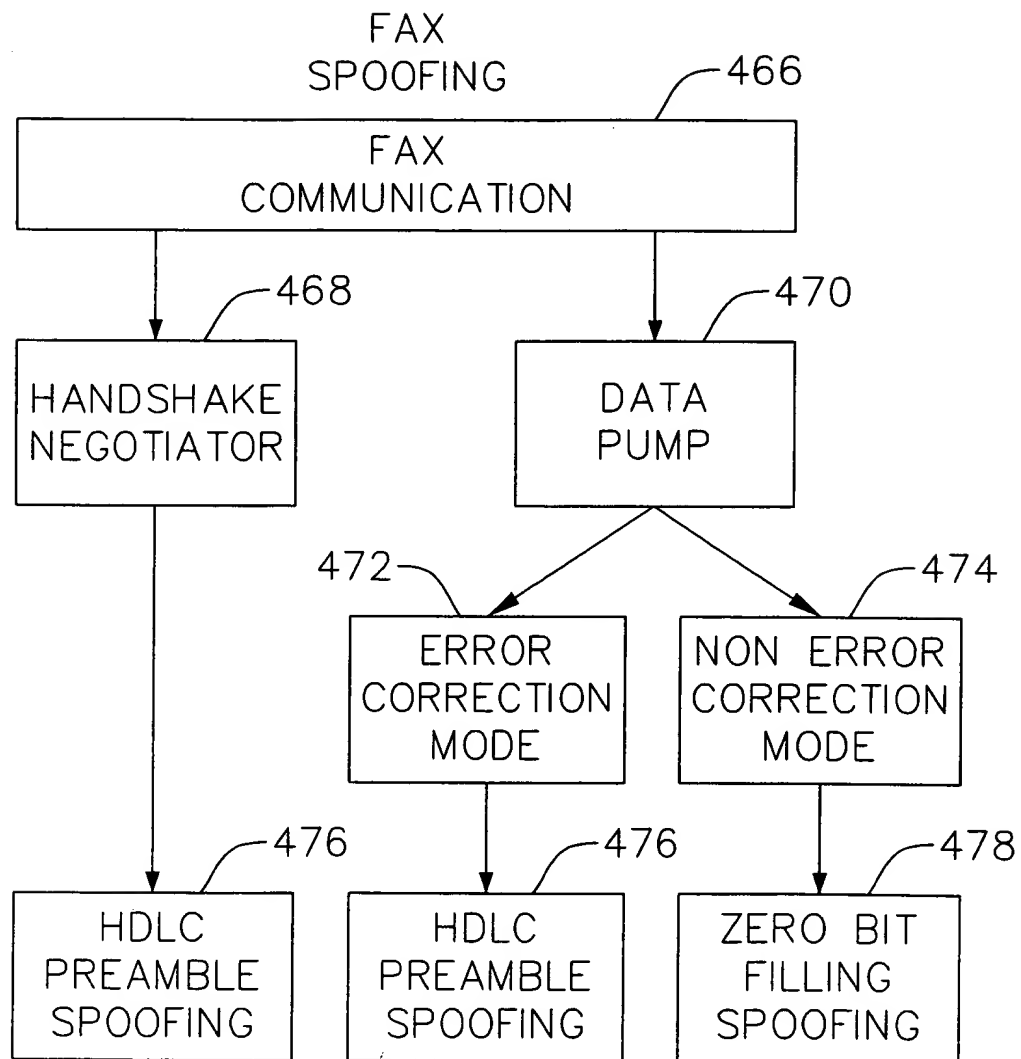 FAX
SPOOFING
466
FAX
COMMUNICATION
468
470
HANDSHAKE
NEGOTIATOR
DATA
PUMP
472
474
ERROR
CORRECTION
MODE
NON ERROR
CORRECTION
MODE
476
476
478
HDLC
PREAMBLE
SPOOFING
HDLC
PREAMBLE
SPOOFING
ZERO BIT
FILLING
SPOOFING